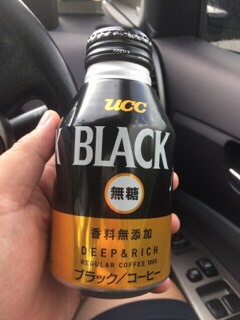 ucc
BLACK
無糖
香料無添加
DEEP & RICH
REGULAR COFFEE 100%
ブラック/コーヒー